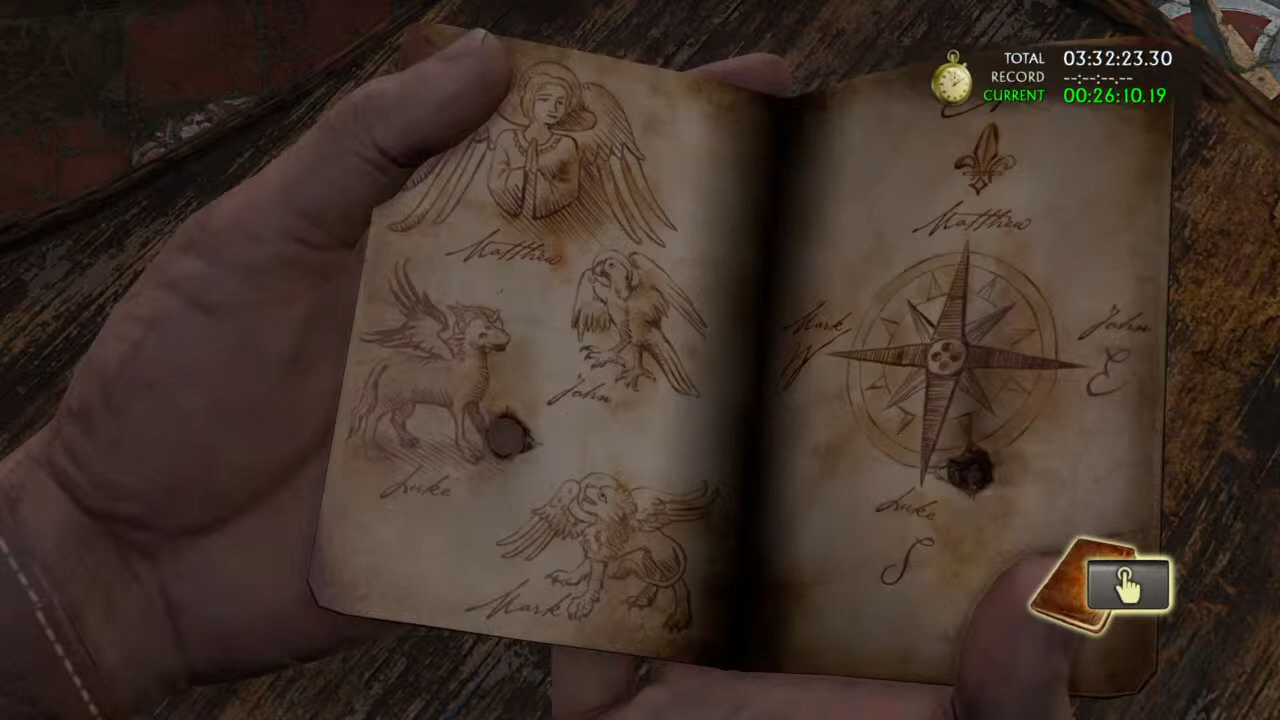 TOTAL 03:32:23.30
RECORD --:--:--.--
CURRENT 00:26:10.19
Matthew
John
Luke
Mark
Matthew
Mark
W
John
E
Luke
S